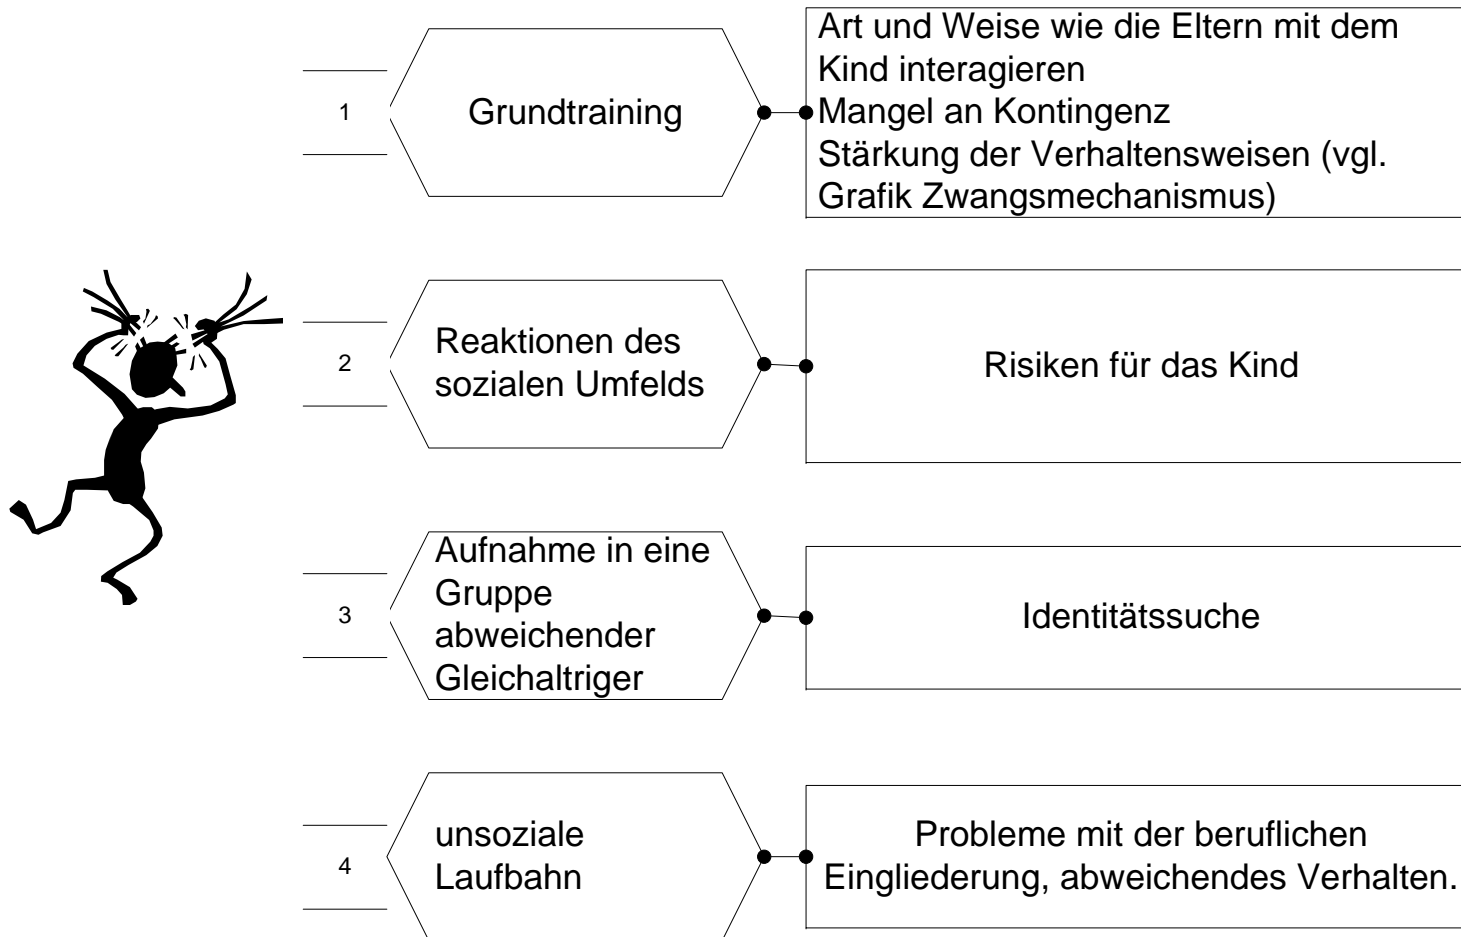 1
Grundtraining
Art und Weise wie die Eltern mit dem
Kind interagieren
Mangel an Kontingenz
Stärkung der Verhaltensweisen (vgl.
Grafik Zwangsmechanismus)
2
Reaktionen des
sozialen Umfelds
Risiken für das Kind
3
Aufnahme in eine
Gruppe
abweichender
Gleichaltriger
Identitätssuche
4
unsoziale
Laufbahn
Probleme mit der beruflichen
Eingliederung, abweichendes Verhalten.